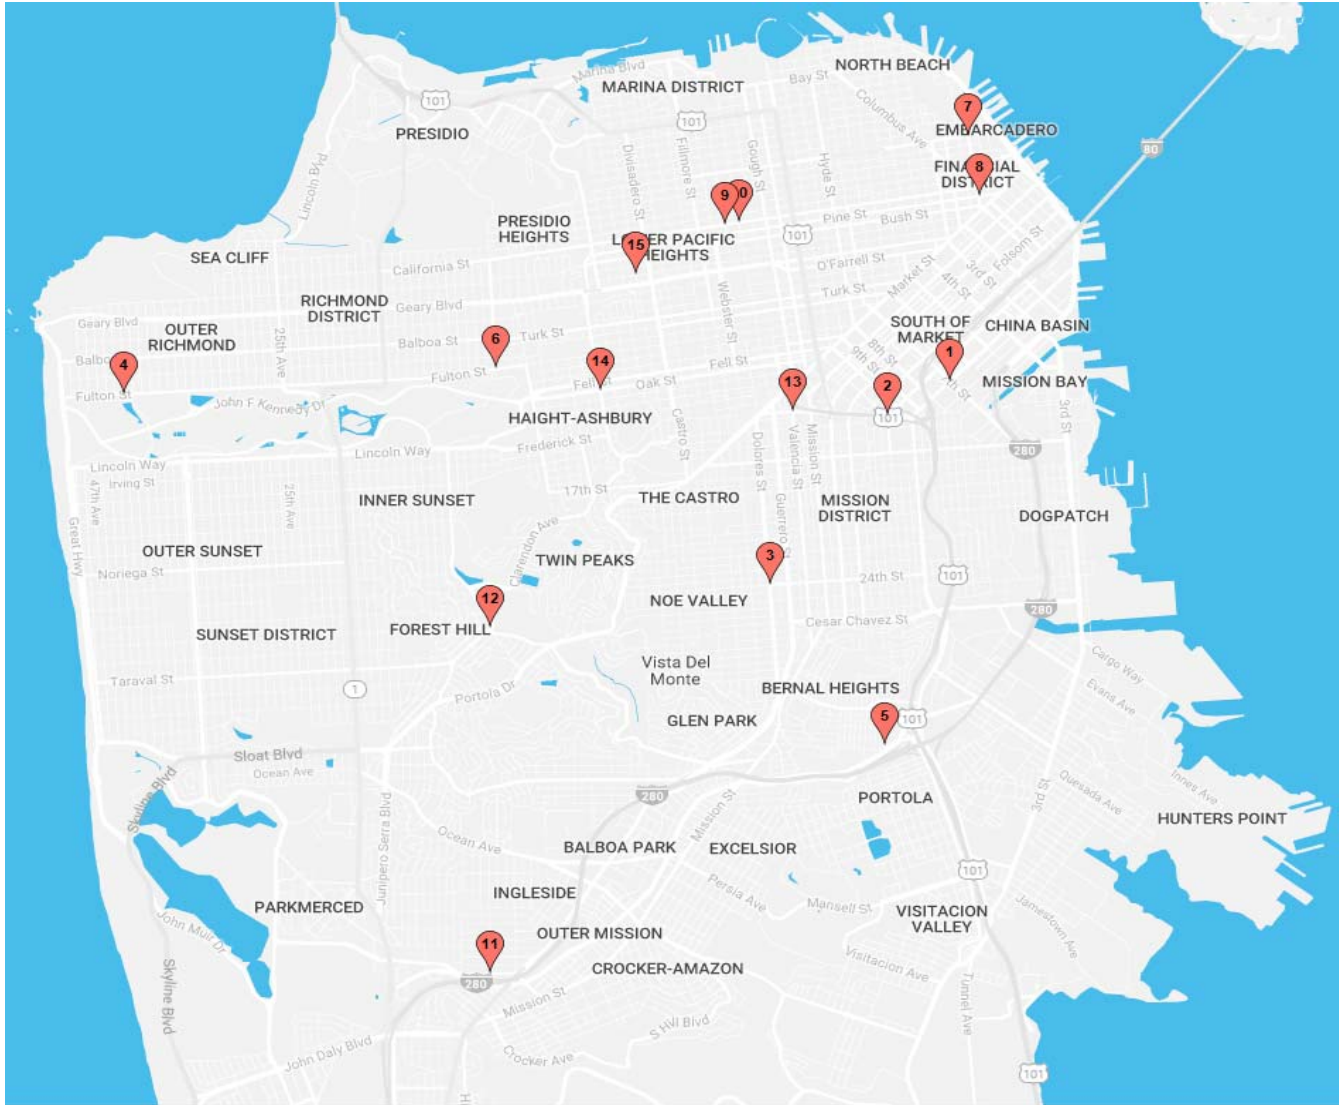 NORTH BEACH
Marina Blvd
MARINA DISTRICT
Bay St
101
7
Columbus Ave
101
PRESIDIO
EMBARCADERO
80
Lincoln Blvd
Divisadero St
Fillmore St
Gough St
Hyde St
8
FINANCIAL
DISTRICT
9
0
PRESIDIO
HEIGHTS
Pine St
Bush St
101
15
LOWER PACIFIC
HEIGHTS
SEA CLIFF
California St
O'Farrell St
Market St
3rd St
Folsom St
4th St
RICHMOND
DISTRICT
Geary Blvd
Turk St
Webster St
Geary Blvd
OUTER
RICHMOND
25th Ave
Balboa St
6
Turk St
SOUTH OF
MARKET
CHINA BASIN
8th St
9th St
1
4
Balbo
14
Fulton St
Fell St
Fell St
Oak St
13
2
7th St
MISSION BAY
Fulton St
John F Kennedy Dr
HAIGHT-ASHBURY
101
3rd St
Castro St
Dolores St
Valencia St
Mission St
Frederick St
Lincoln Way
Lincoln Way
280
Irving St
47th Ave
25th Ave
INNER SUNSET
17th St
THE CASTRO
MISSION
DISTRICT
DOGPATCH
Guerrero St
Great Hwy
Clarendon Ave
OUTER SUNSET
TWIN PEAKS
3
Noriega St
24th St
101
12
NOE VALLEY
280
FOREST HILL
Cesar Chavez St
SUNSET DISTRICT
Vista Del
Monte
Cargo Way
Taraval St
1
Portola Dr
BERNAL HEIGHTS
Evans Ave
GLEN PARK
5
101
Sloat Blvd
Ocean Ave
Skyline Blvd
Junipero Serra Blvd
280
Mission St
PORTOLA
3rd St
Quesada Ave
Innes Ave
HUNTERS POINT
Ocean Ave
BALBOA PARK
EXCELSIOR
101
INGLESIDE
Persia Ave
PARKMERCED
Mansell St
VISITACION
VALLEY
Jamestown Ave
John Muir Dr
11
OUTER MISSION
Visitacion Ave
CROCKER-AMAZON
280
Skyline Blvd
Mission St
Tunnel Ave
S Hill Blvd
John Daly Blvd
Crocker Ave
101